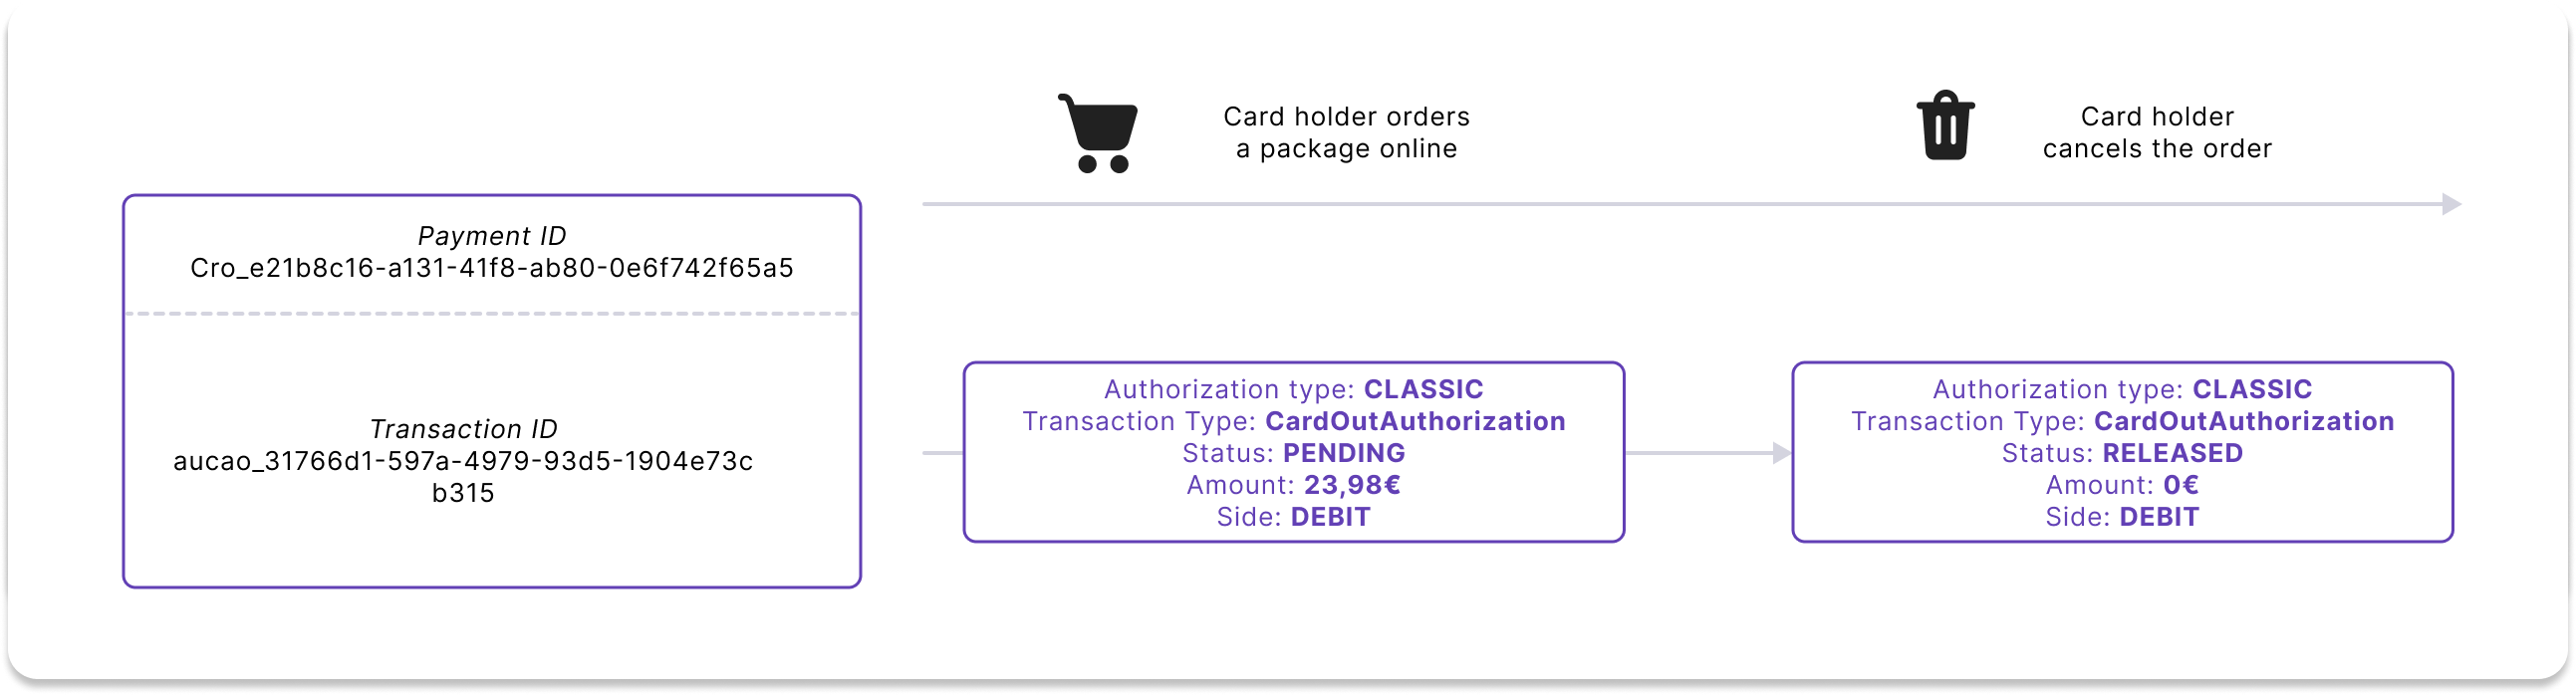 Card holder orders
a package online
Card holder
cancels the order
Payment ID
Cro_e21b8c16-a131-41f8-ab80-0e6f742f65a5
Transaction ID
aucao_31766d1-597a-4979-93d5-1904e73c
b315
Authorization type: CLASSIC
Transaction Type: CardOutAuthorization
Status: PENDING
Amount: 23,98€
Side: DEBIT
Authorization type: CLASSIC
Transaction Type: CardOutAuthorization
Status: RELEASED
Amount: 0€
Side: DEBIT